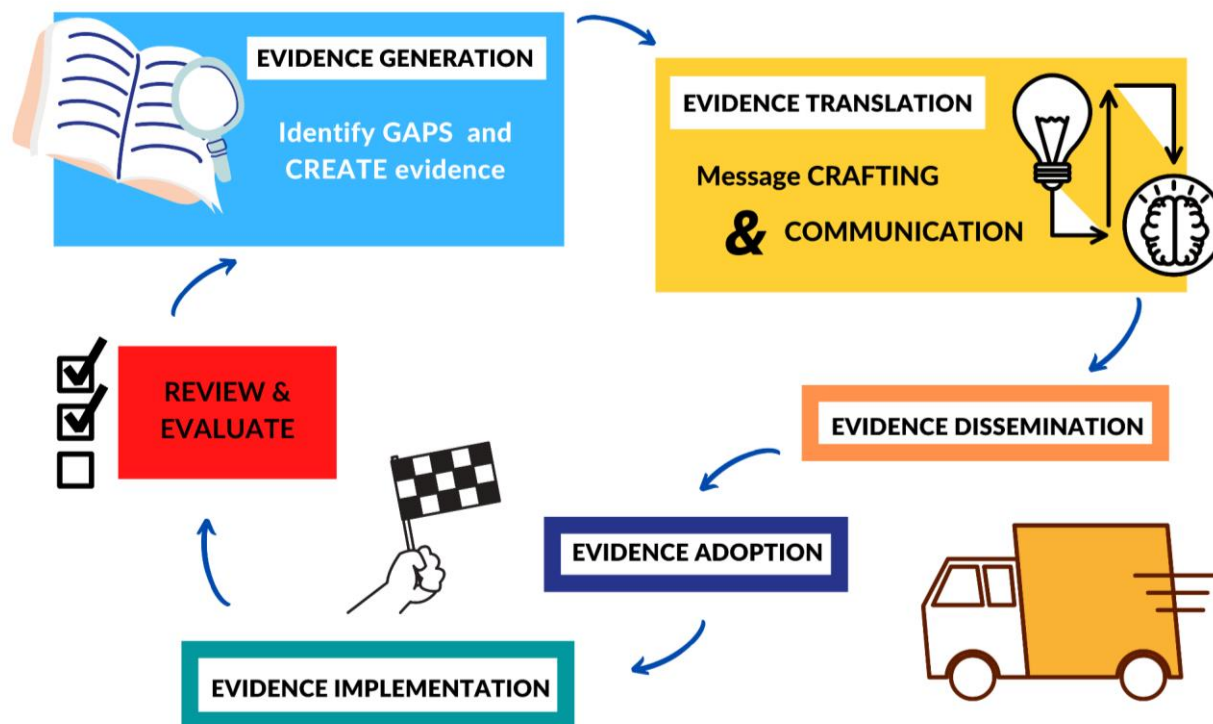 EVIDENCE GENERATION
Identify GAPS and
CREATE evidence
EVIDENCE TRANSLATION
Message CRAFTING
& COMMUNICATION
EVIDENCE DISSEMINATION
EVIDENCE ADOPTION
EVIDENCE IMPLEMENTATION
REVIEW &
EVALUATE